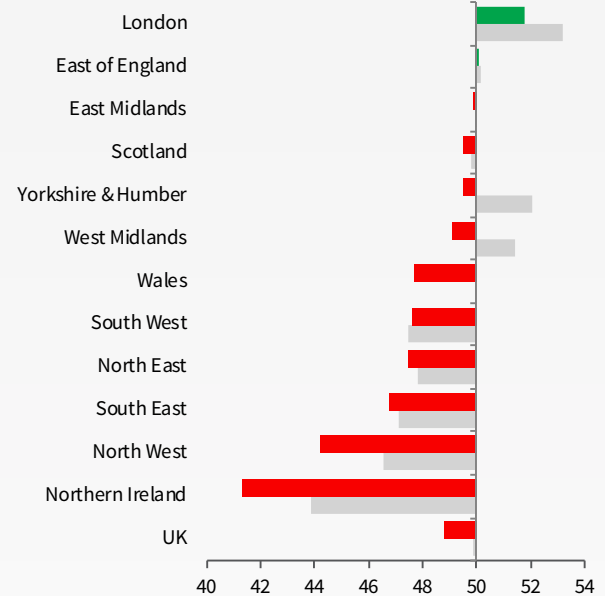 London
East of England
East Midlands
Scotland
Yorkshire & Humber
West Midlands
Wales
South West
North East
South East
North West
Northern Ireland
UK
40 42 44 46 48 50 52 54